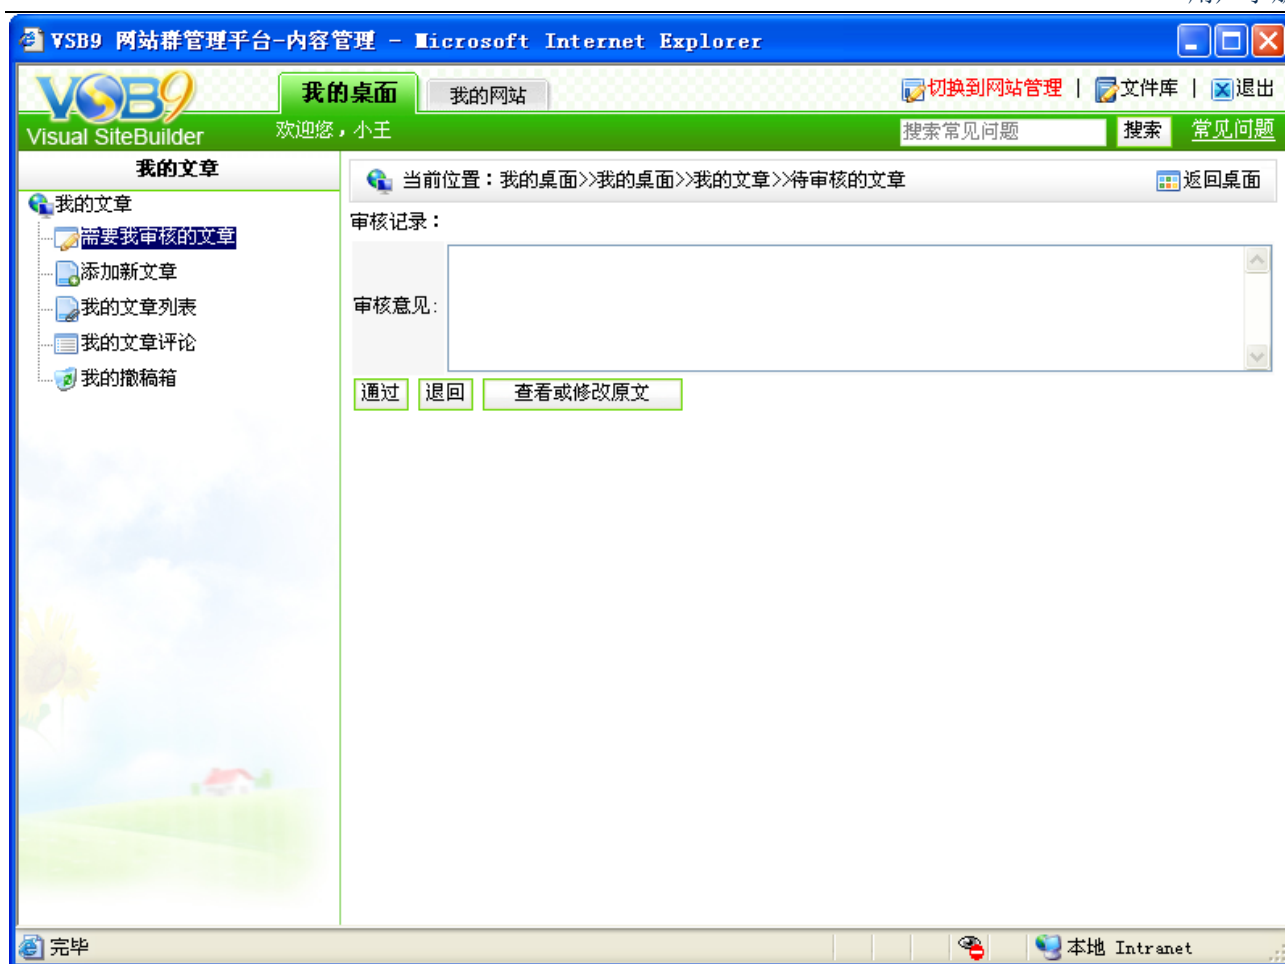 VSB9 网站群管理平台-内容管理 - Microsoft Internet Explorer
VSB9
Visual SiteBuilder
我的桌面
我的网站
切换到网站管理 | 文件库 | 退出
欢迎您，小王
搜索常见问题
搜索
常见问题
我的文章
当前位置：我的桌面>>我的桌面>>我的文章>>待审核的文章
返回桌面
我的文章
需要我审核的文章
添加新文章
我的文章列表
我的文章评论
我的撤稿箱
审核记录：
审核意见:
通过
退回
查看或修改原文
完毕
本地 Intranet